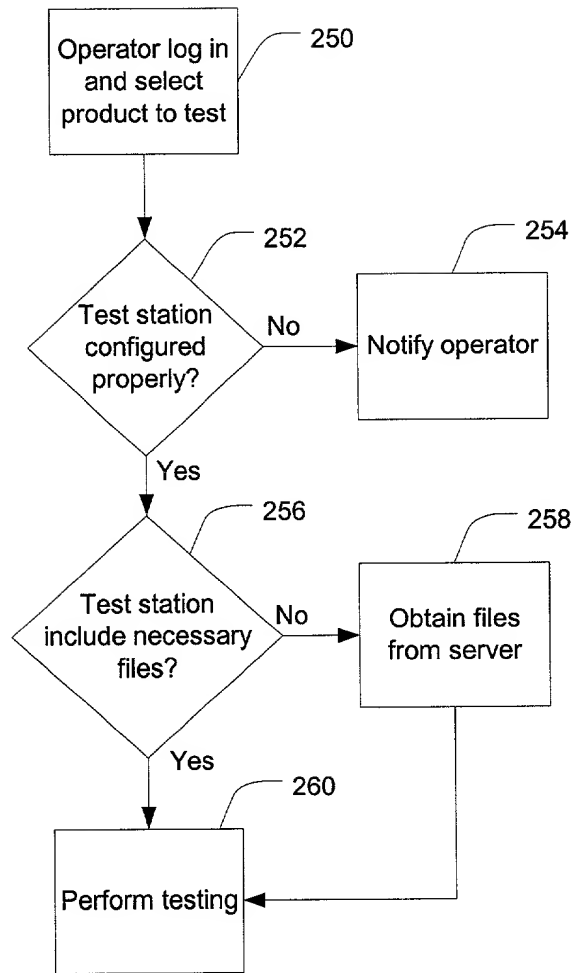 Operator log in
and select
product to test
250
252
Test station
configured
properly?
No
254
Notify operator
Yes
256
Test station
include necessary
files?
No
258
Obtain files
from server
Yes
260
Perform testing